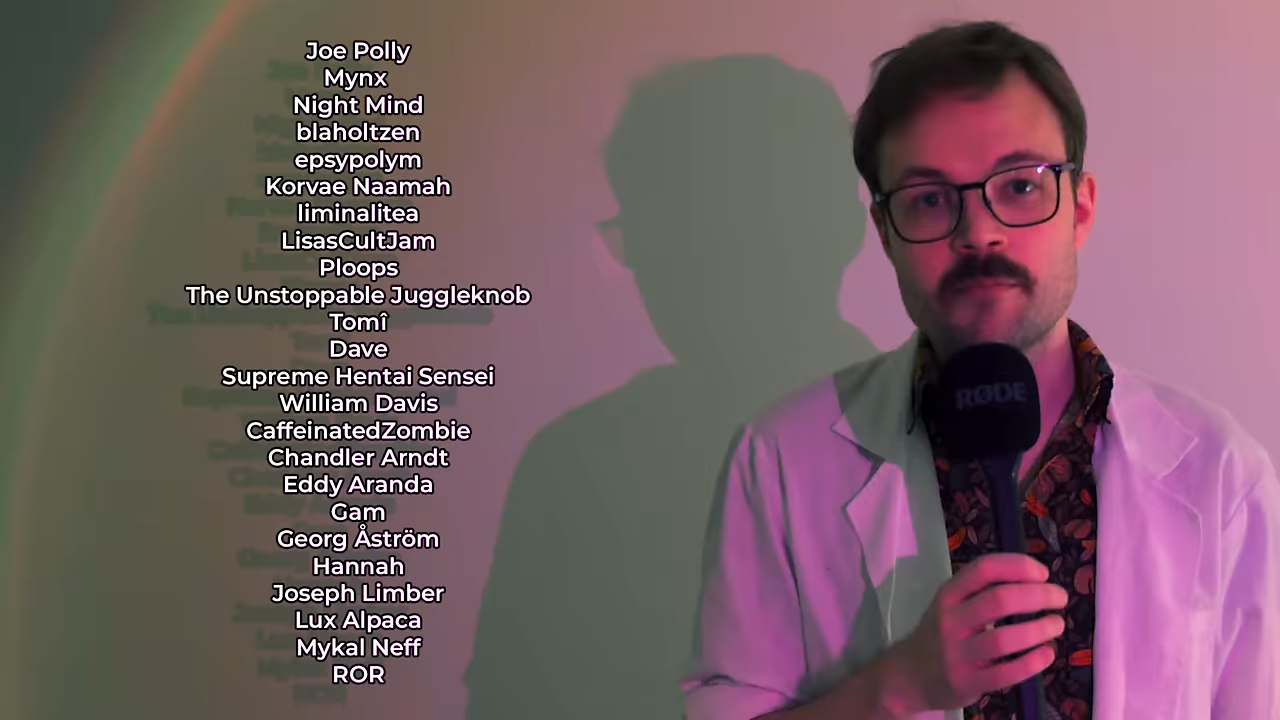 Joe Polly
Mynx
Night Mind
blaholtzen
epsypolym
Korvae Naamah
liminalitea
LisasCultJam
Ploops
The Unstoppable Juggleknob
Tomî
Dave
Supreme Hentai Sensei
William Davis
CaffeinatedZombie
Chandler Arndt
Eddy Aranda
Gam
Georg Åström
Hannah
Joseph Limber
Lux Alpaca
Mykal Neff
ROR
RØDE